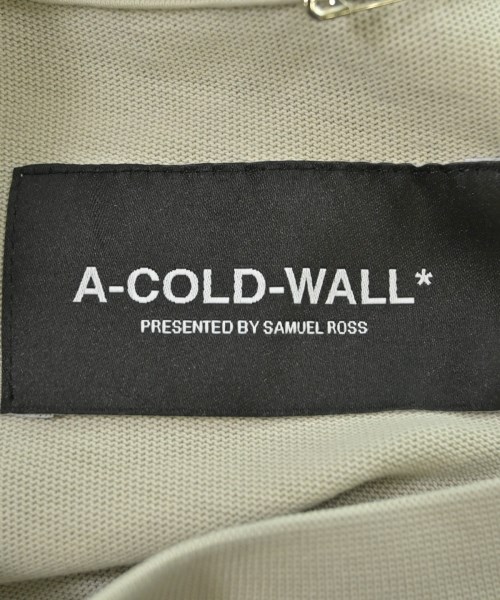 A-COLD-WALL*
PRESENTED BY SAMUEL ROSS